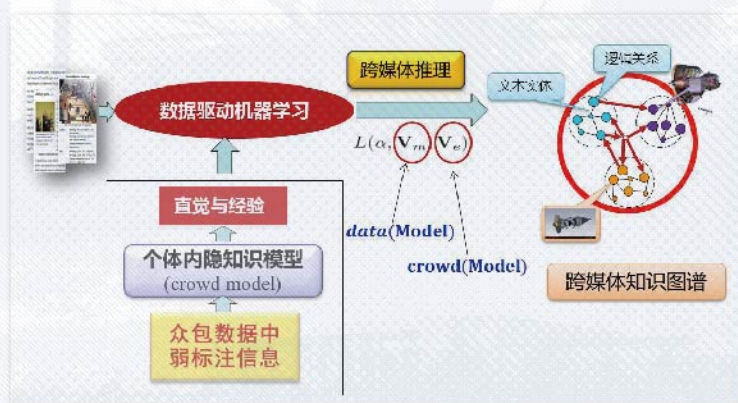 跨媒体推理
逻辑关系
文本实体
数据驱动机器学习
L(α, Vm, Ve)
直觉与经验
data(Model)
个体内隐知识模型
(crowd model)
crowd(Model)
跨媒体知识图谱
众包数据中
弱标注信息